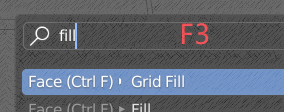 fill F3
Face (Ctrl F) ‣ Grid Fill
Face (Ctrl F) ‣ Fill